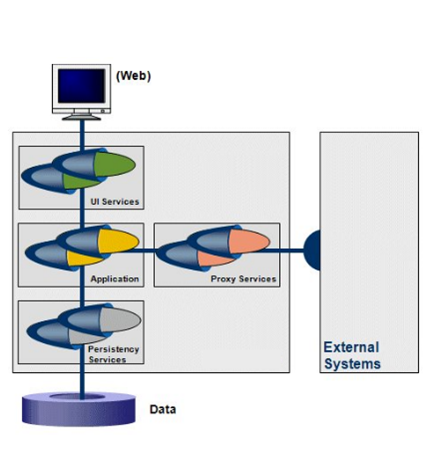 (Web)
UI Services
Application
Proxy Services
Persistency
Services
External
Systems
Data